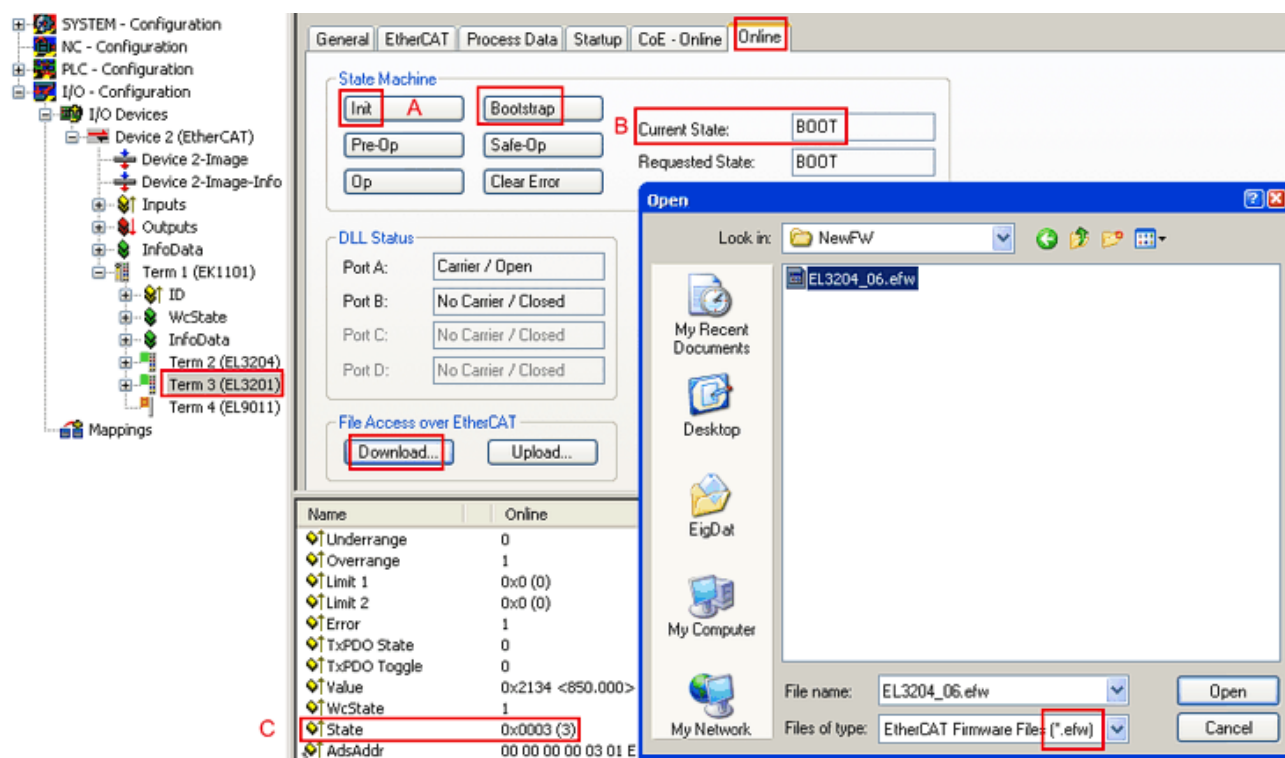 SYSTEM - Configuration
NC - Configuration
PLC - Configuration
I/O - Configuration
I/O Devices
Device 2 (EtherCAT)
Device 2-Image
Device 2-Image-Info
Inputs
Outputs
InfoData
Term 1 (EK1101)
ID
WcState
InfoData
Term 2 (EL3204)
Term 3 (EL3201)
Term 4 (EL9011)
Mappings
General EtherCAT Process Data Startup CoE - Online Online
State Machine
Init A Bootstrap
Pre-Op Safe-Op
Op Clear Error
B Current State: BOOT
Requested State: BOOT
DLL Status
Port A: Carrier / Open
Port B: No Carrier / Closed
Port C: No Carrier / Closed
Port D: No Carrier / Closed
File Access over EtherCAT
Download... Upload...
Name Online
Underrange 0
Overrange 1
Limit 1 0x0 (0)
Limit 2 0x0 (0)
Error 1
TxPDO State 0
TxPDO Toggle 0
Value 0x2134 <850.000>
WcState 1
C State 0x0003 (3)
AdsAddr 00 00 00 00 03 01 E
Open
Look in: NewFW
EL3204_06.efw
My Recent
Documents
Desktop
EigDat
My Computer
My Network
File name: EL3204_06.efw Open
Files of type: EtherCAT Firmware Files (*.efw) Cancel